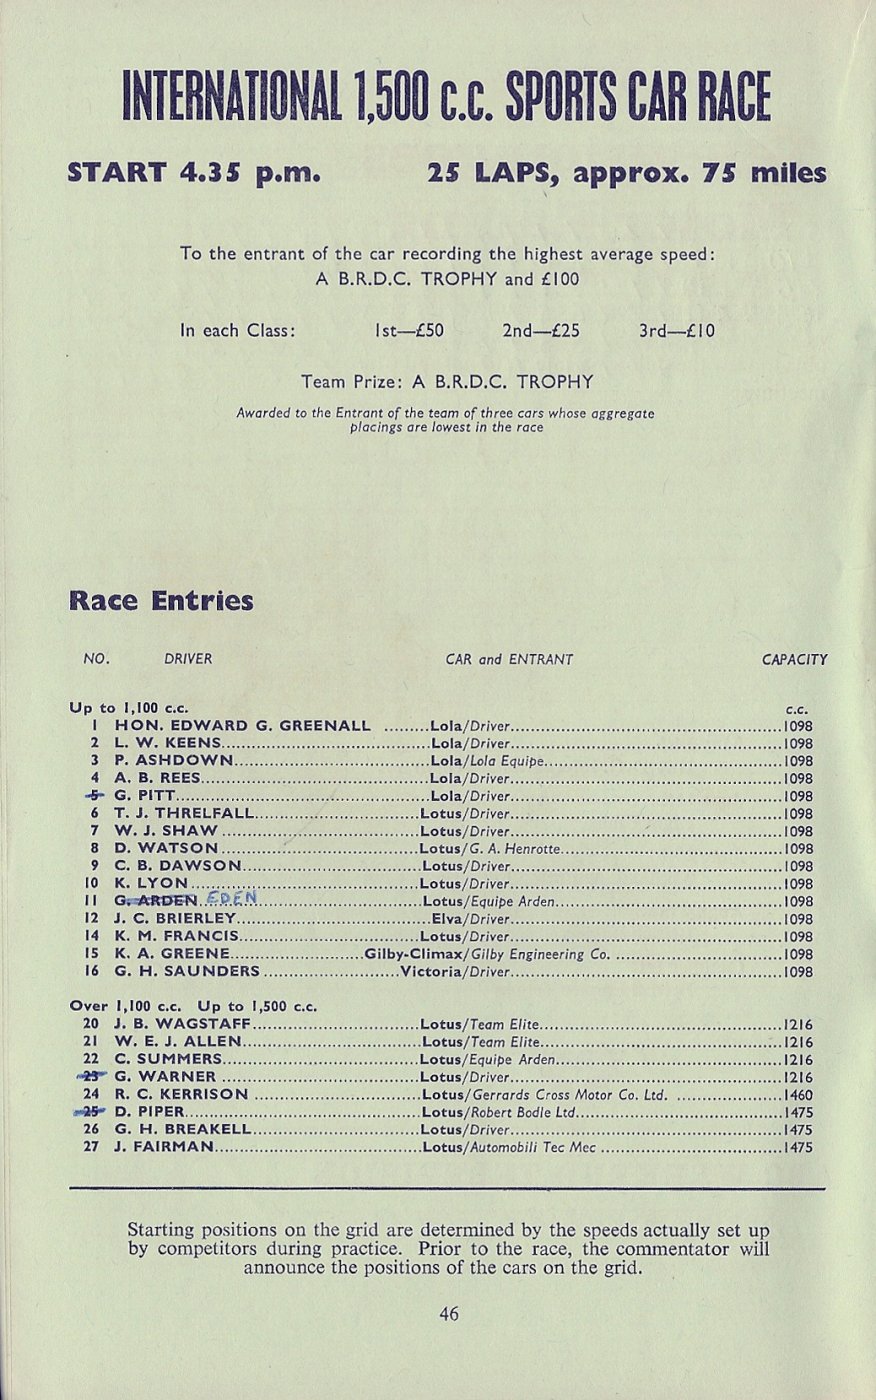 INTERNATIONAL 1,500 c.c. SPORTS CAR RACE
START 4.35 p.m. 25 LAPS, approx. 75 miles
To the entrant of the car recording the highest average speed:
A B.R.D.C. TROPHY and £100
In each Class: 1st—£50 2nd—£25 3rd—£10
Team Prize: A B.R.D.C. TROPHY
Awarded to the Entrant of the team of three cars whose aggregate
placings are lowest in the race
Race Entries
NO. DRIVER CAR and ENTRANT CAPACITY
Up to 1,100 c.c. c.c.
1 HON. EDWARD G. GREENALL .........Lola/Driver...................1098
2 L. W. KEENS...................Lola/Driver...................1098
3 P. ASHDOWN...................Lola/Lola Equipe...................1098
4 A. B. REES...................Lola/Driver...................1098
5 G. PITT...................Lola/Driver...................1098
6 T. J. THRELFALL...................Lotus/Driver...................1098
7 W. J. SHAW ...................Lotus/Driver...................1098
8 D. WATSON...................Lotus/G. A. Henrotte...................1098
9 C. B. DAWSON...................Lotus/Driver...................1098
10 K. LYON...................Lotus/Driver...................1098
11 G. ARDEN EDEN...................Lotus/Equipe Arden...................1098
12 J. C. BRIERLEY...................Elva/Driver...................1098
14 K. M. FRANCIS...................Lotus/Driver...................1098
15 K. A. GREENE...................Gilby-Climax/Gilby Engineering Co. ...................1098
16 G. H. SAUNDERS ...................Victoria/Driver...................1098
Over 1,100 c.c. Up to 1,500 c.c.
20 J. B. WAGSTAFF...................Lotus/Team Elite...................1216
21 W. E. J. ALLEN...................Lotus/Team Elite...................1216
22 C. SUMMERS...................Lotus/Equipe Arden...................1216
23 G. WARNER ...................Lotus/Driver...................1216
24 R. C. KERRISON ...................Lotus/Gerrards Cross Motor Co. Ltd. ...................1460
25 D. PIPER...................Lotus/Robert Bodle Ltd...................1475
26 G. H. BREAKELL...................Lotus/Driver...................1475
27 J. FAIRMAN...................Lotus/Automobili Tec Mec ...................1475
Starting positions on the grid are determined by the speeds actually set up
by competitors during practice. Prior to the race, the commentator will
announce the positions of the cars on the grid.
46